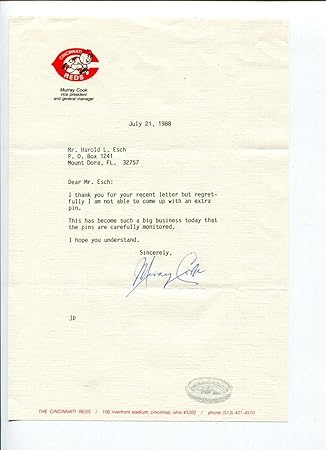 CINCINNATI
REDS
Murray Cook
vice president
and general manager
July 21, 1988
Mr. Harold L. Esch
P. O. Box 1241
Mount Dora, FL. 32757
Dear Mr. Esch:
I thank you for your recent letter but regret-
fully I am not able to come up with an extra
pin.
This has become such a big business today that
the pins are carefully monitored.
I hope you understand.
Sincerely,
Murray Cook
jp
THE CINCINNATI REDS / 100 riverfront stadium, cincinnati, ohio 45202 / phone (513) 421-4510